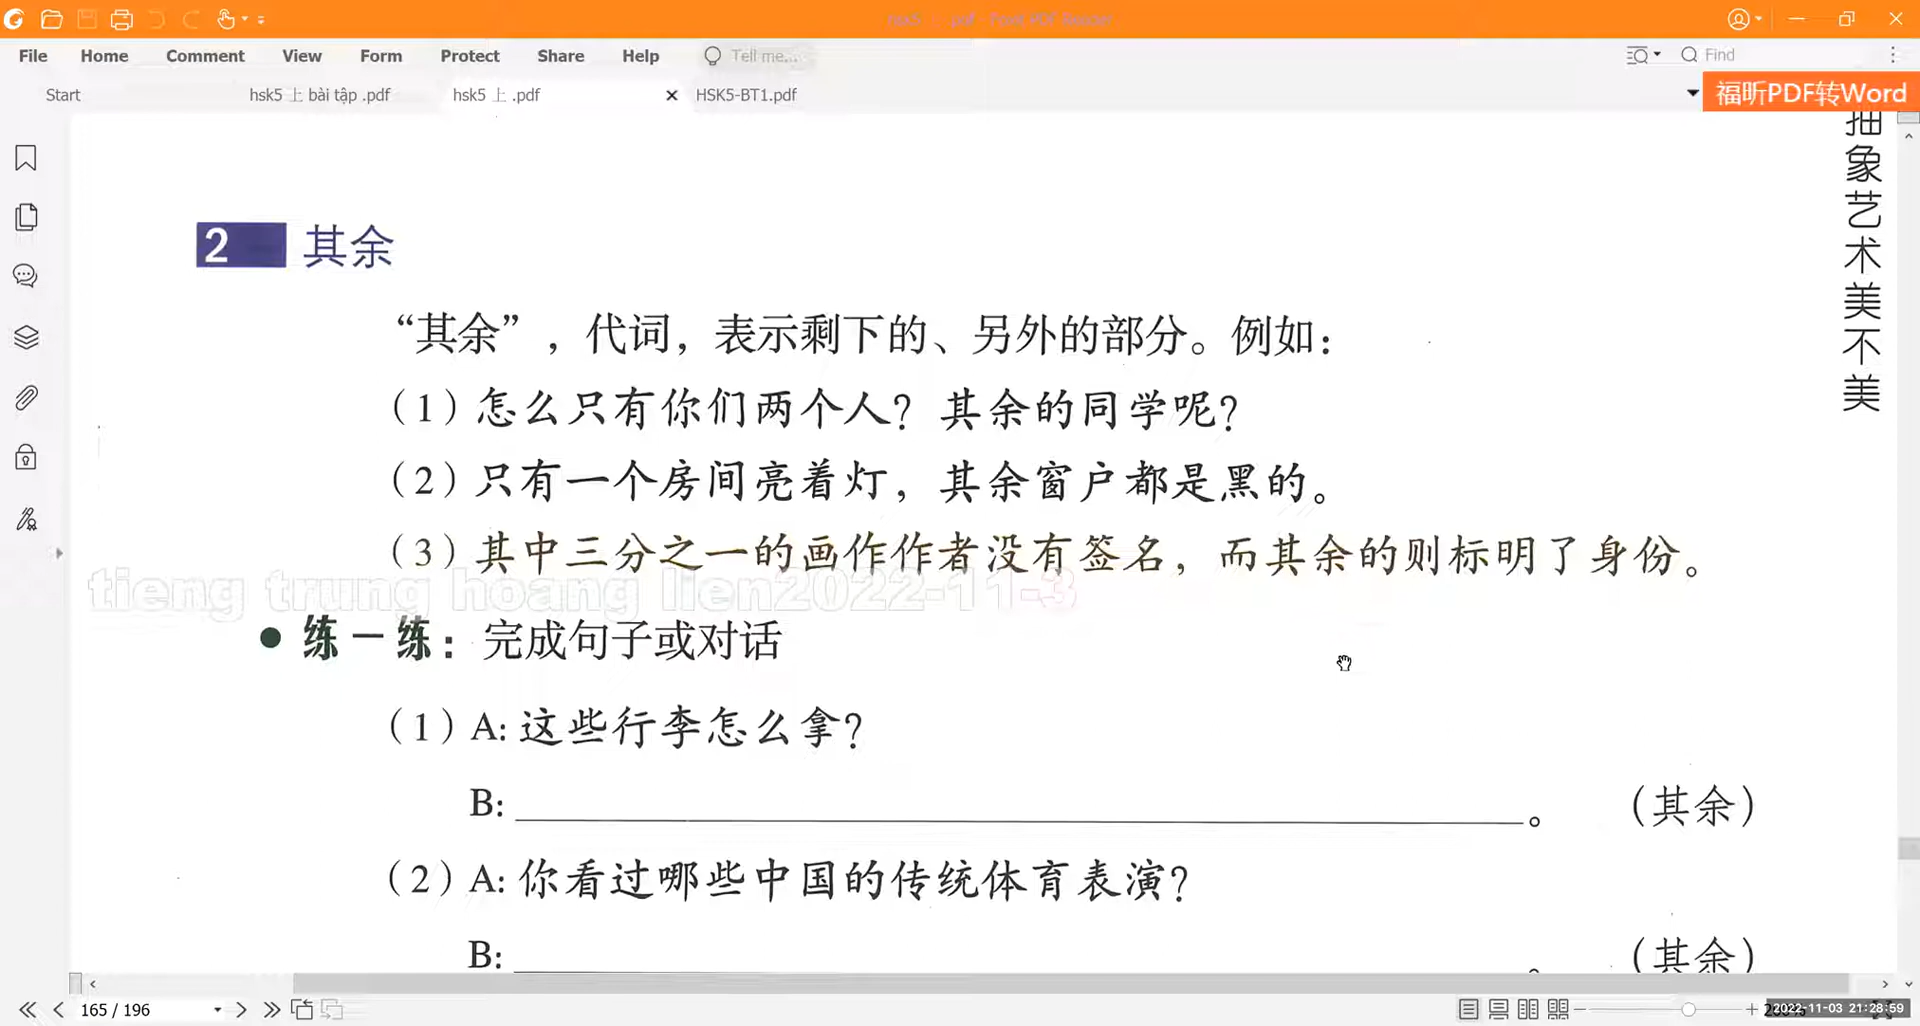 File Home Comment View Form Protect Share Help Tell me... Find
Start hsk5 上 bài tập .pdf hsk5 上 .pdf HSK5-BT1.pdf 福昕PDF转Word
象艺术美不美
2 其余
“其余”，代词，表示剩下的、另外的部分。例如：
（1）怎么只有你们两个人？其余的同学呢？
（2）只有一个房间亮着灯，其余窗户都是黑的。
（3）其中三分之一的画作作者没有签名，而其余的则标明了身份。
tieng trung hoang lien2022-11-3
● 练一练：完成句子或对话
（1）A: 这些行李怎么拿？
B: 。 （其余）
（2）A: 你看过哪些中国的传统体育表演？
B: 。 （其余）
165 / 196 2022-11-03 21:28:59